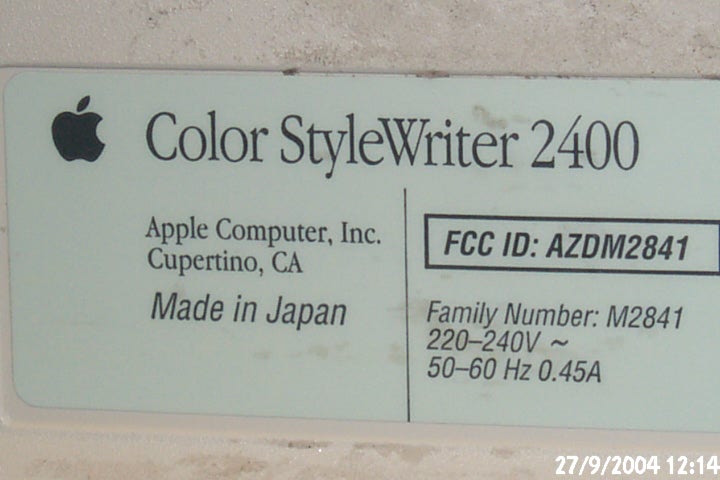 Color StyleWriter 2400
Apple Computer, Inc.
Cupertino, CA
Made in Japan
FCC ID: AZDM2841
Family Number: M2841
220–240V ~
50–60 Hz 0.45A
27/9/2004 12:14